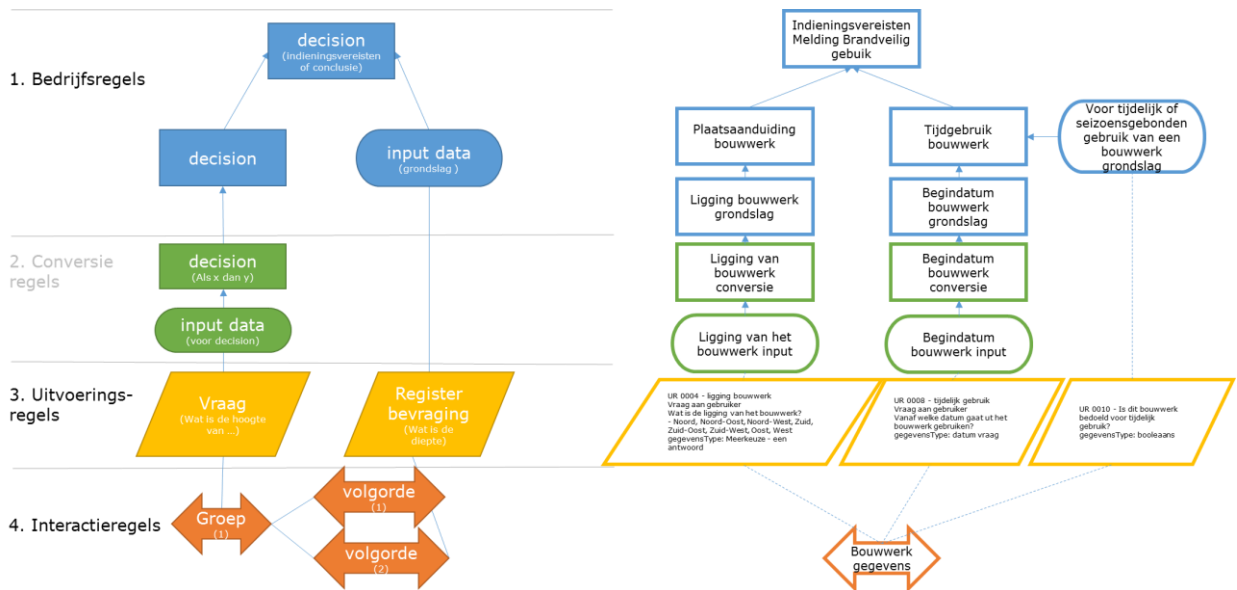 1. Bedrijfsregels
decision
(indieningsvereisten
of conclusie)
decision
input data
(grondslag )
2. Conversie
regels
decision
(Als x dan y)
input data
(voor decision)
3. Uitvoerings-
regels
Vraag
(Wat is de hoogte
van ...)
Register
bevraging
(Wat is de
diepte)
4. Interactieregels
Groep
(1)
volgorde
(1)
volgorde
(2)
Indieningsvereisten
Melding Brandveilig
gebuik
Plaatsaanduiding
bouwwerk
Tijdgebruik
bouwwerk
Voor tijdelijk of
seizoensgebonden
gebruik van een
bouwwerk
grondslag
Ligging bouwwerk
grondslag
Begindatum
bouwwerk
grondslag
Ligging van
bouwwerk
conversie
Begindatum
bouwwerk
conversie
Ligging van het
bouwwerk input
Begindatum
bouwwerk input
UR 0004 - ligging bouwwerk
Vraag aan gebruiker
Wat is de ligging van het bouwwerk?
- Noord, Noord-Oost, Noord-West, Zuid,
Zuid-Oost, Zuid-West, Oost, West
gegevensType: Meerkeuze - een
antwoord
UR 0008 - tijdelijk gebruik
Vraag aan gebruiker
Vanaf welke datum gaat ut het
bouwwerk gebruiken?
gegevensType: datum vraag
UR 0010 - Is dit bouwwerk
bedoeld voor tijdelijk
gebruik?
gegevensType: booleaans
Bouwwerk
gegevens